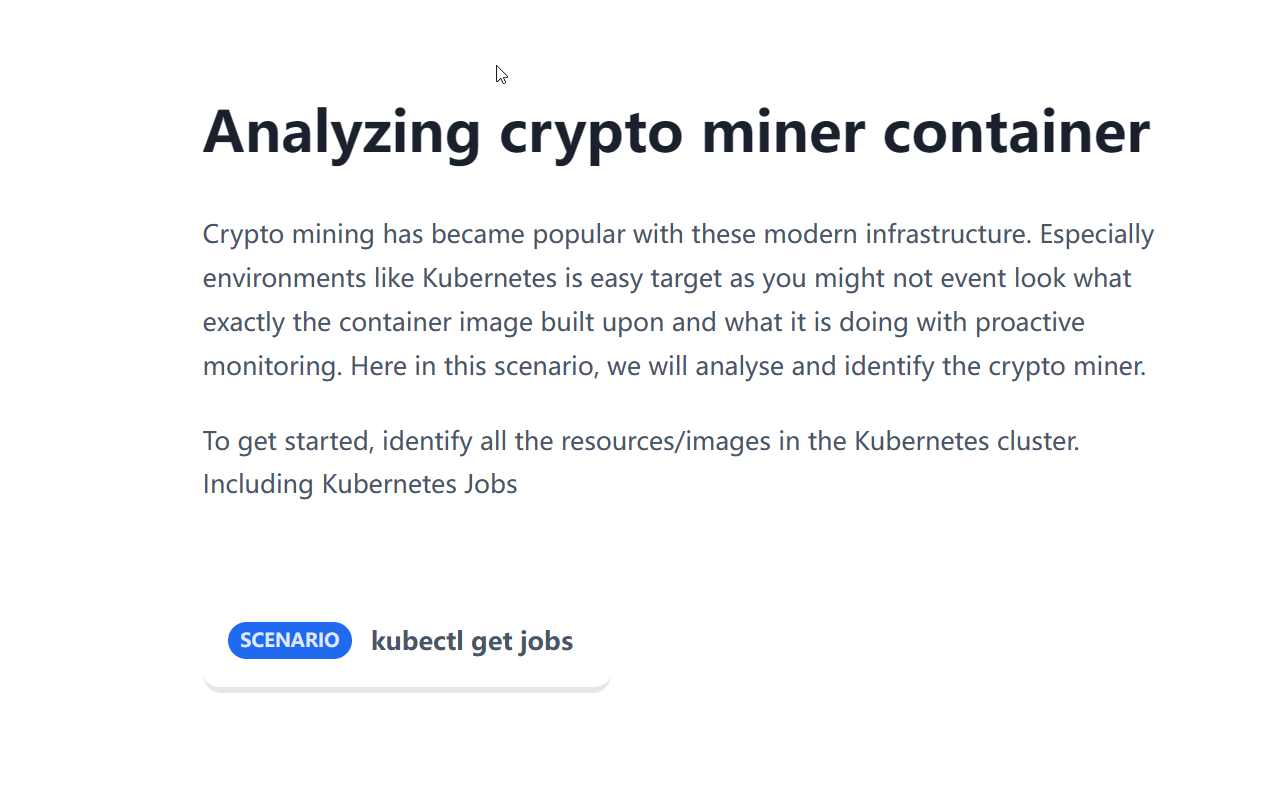 Analyzing crypto miner container
Crypto mining has became popular with these modern infrastructure. Especially
environments like Kubernetes is easy target as you might not event look what
exactly the container image built upon and what it is doing with proactive
monitoring. Here in this scenario, we will analyse and identify the crypto miner.
To get started, identify all the resources/images in the Kubernetes cluster.
Including Kubernetes Jobs
SCENARIO kubectl get jobs